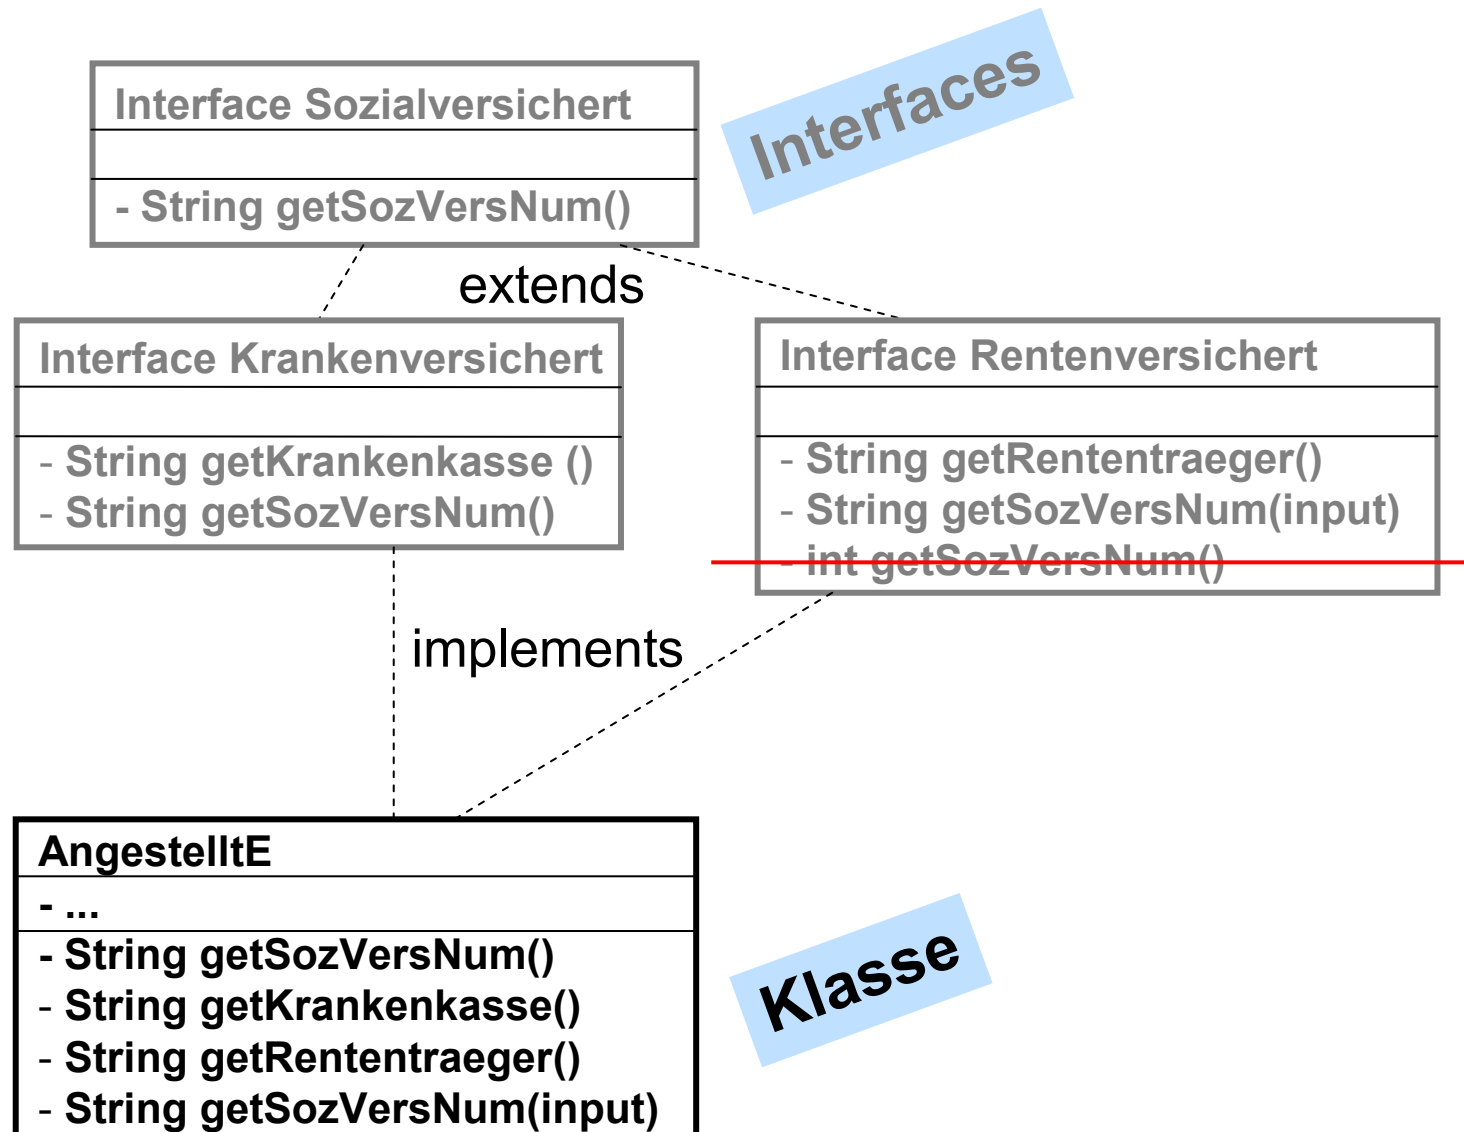 Interfaces
Interface Sozialversichert
- String getSozVersNum()
extends
Interface Krankenversichert
- String getKrankenkasse ()
- String getSozVersNum()
Interface Rentenversichert
- String getRententraeger()
- String getSozVersNum(input)
- int getSozVersNum()
implements
AngestelltE
- ...
- String getSozVersNum()
- String getKrankenkasse()
- String getRententraeger()
- String getSozVersNum(input)
Klasse